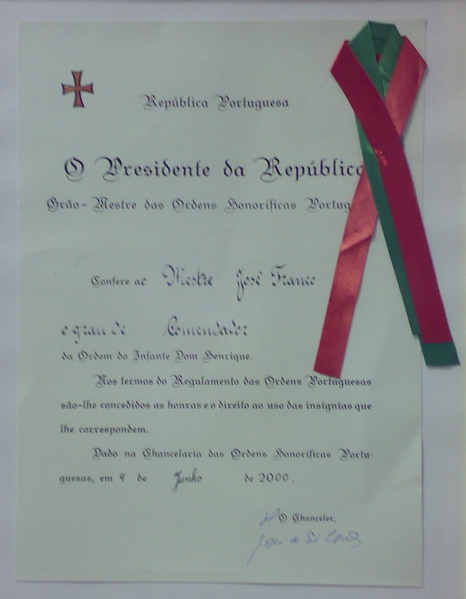 República Portuguesa
O Presidente da República
Grão-Mestre das Ordens Honoríficas Portug
Confere ao Mestre José Franco
o grau de Comendador
da Ordem do Infante Dom Henrique.
Nos termos do Regulamento das Ordens Portuguesas
são-lhe concedidos as honras e o direito ao uso das insígnias que
lhe correspondem.
Dado na Chancelaria das Ordens Honoríficas Portu-
guesas, em 9 de Junho de 2000.
O Chanceler,